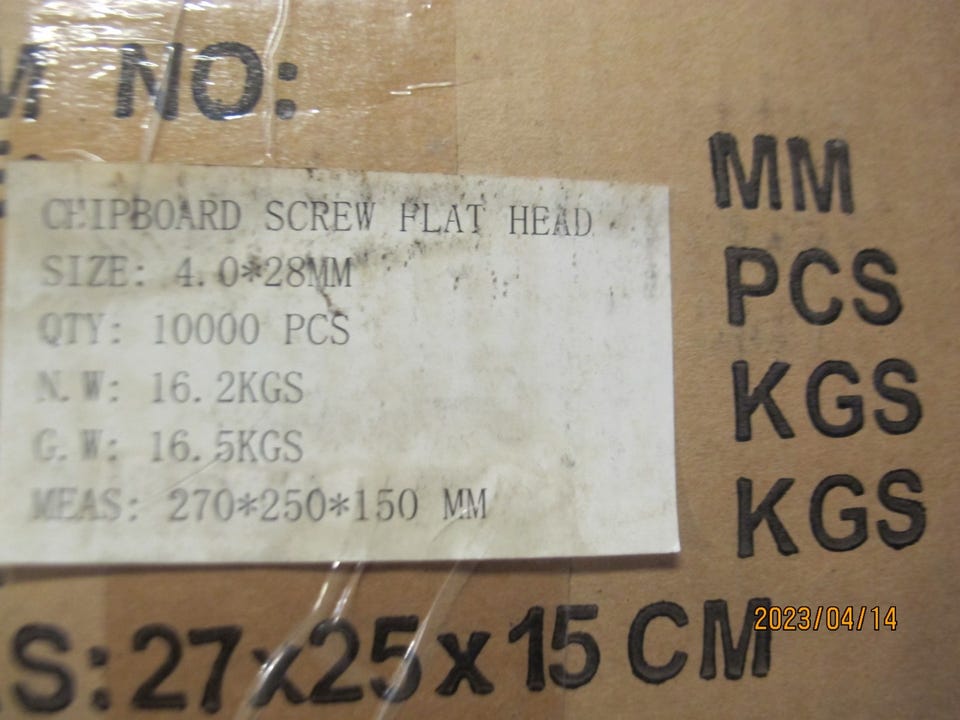 M NO:
CHIPBOARD SCREW FLAT HEAD
SIZE: 4.0*28MM
QTY: 10000 PCS
N.W: 16.2KGS
G.W: 16.5KGS
MEAS: 270*250*150 MM
MM
PCS
KGS
KGS
S:27x25x15 CM
2023/04/14